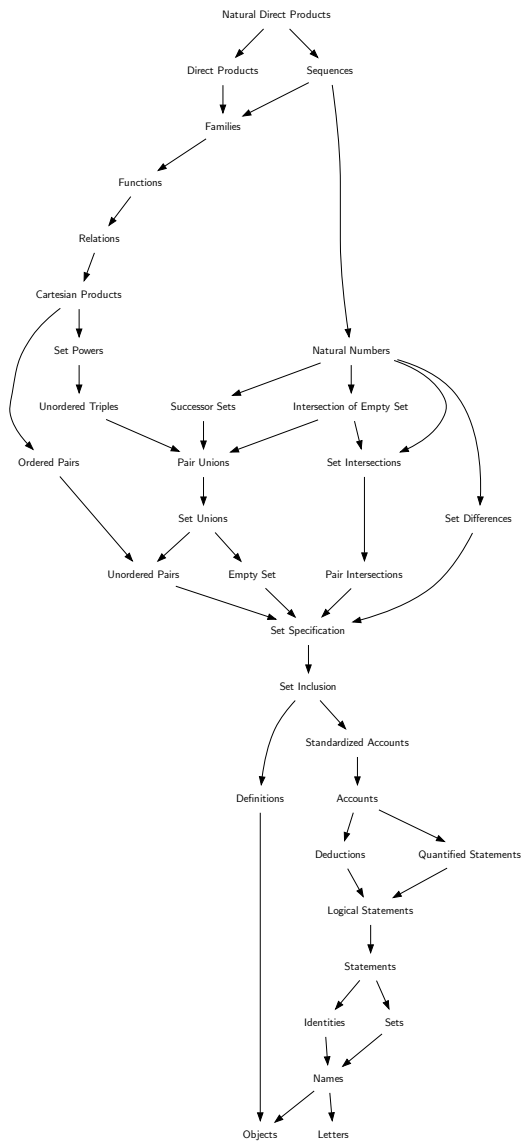 Natural Direct Products
Direct Products
Sequences
Families
Functions
Relations
Cartesian Products
Set Powers
Natural Numbers
Unordered Triples
Successor Sets
Intersection of Empty Set
Ordered Pairs
Pair Unions
Set Intersections
Set Unions
Set Differences
Unordered Pairs
Empty Set
Pair Intersections
Set Specification
Set Inclusion
Standardized Accounts
Definitions
Accounts
Deductions
Quantified Statements
Logical Statements
Statements
Identities
Sets
Names
Objects
Letters